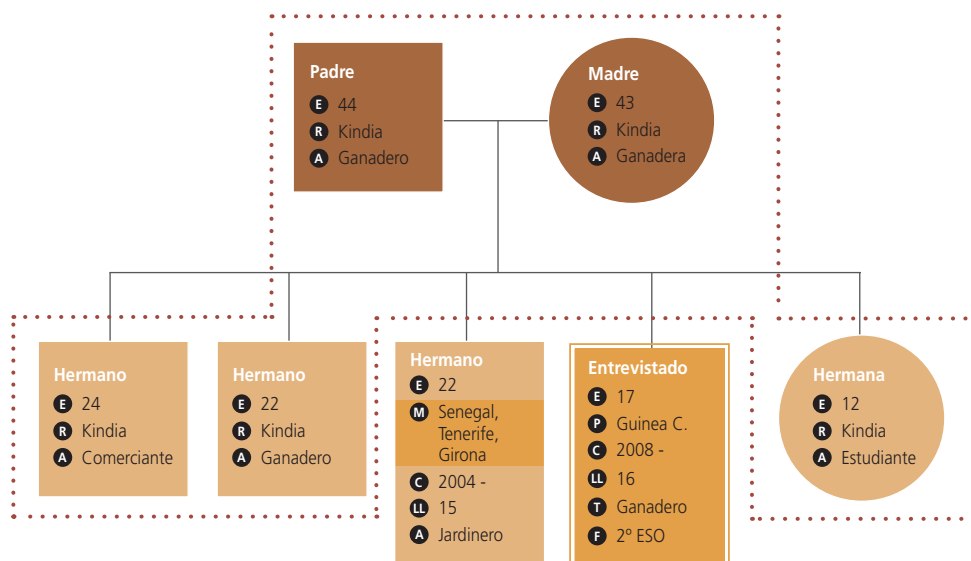 Padre
E 44
R Kindia
A Ganadero
Madre
E 43
R Kindia
A Ganadera
Hermano
E 24
R Kindia
A Comerciante
Hermano
E 22
R Kindia
A Ganadero
Hermano
E 22
M Senegal,
Tenerife,
Girona
C 2004 -
LL 15
A Jardinero
Entrevistado
E 17
P Guinea C.
C 2008 -
LL 16
T Ganadero
F 2º ESO
Hermana
E 12
R Kindia
A Estudiante